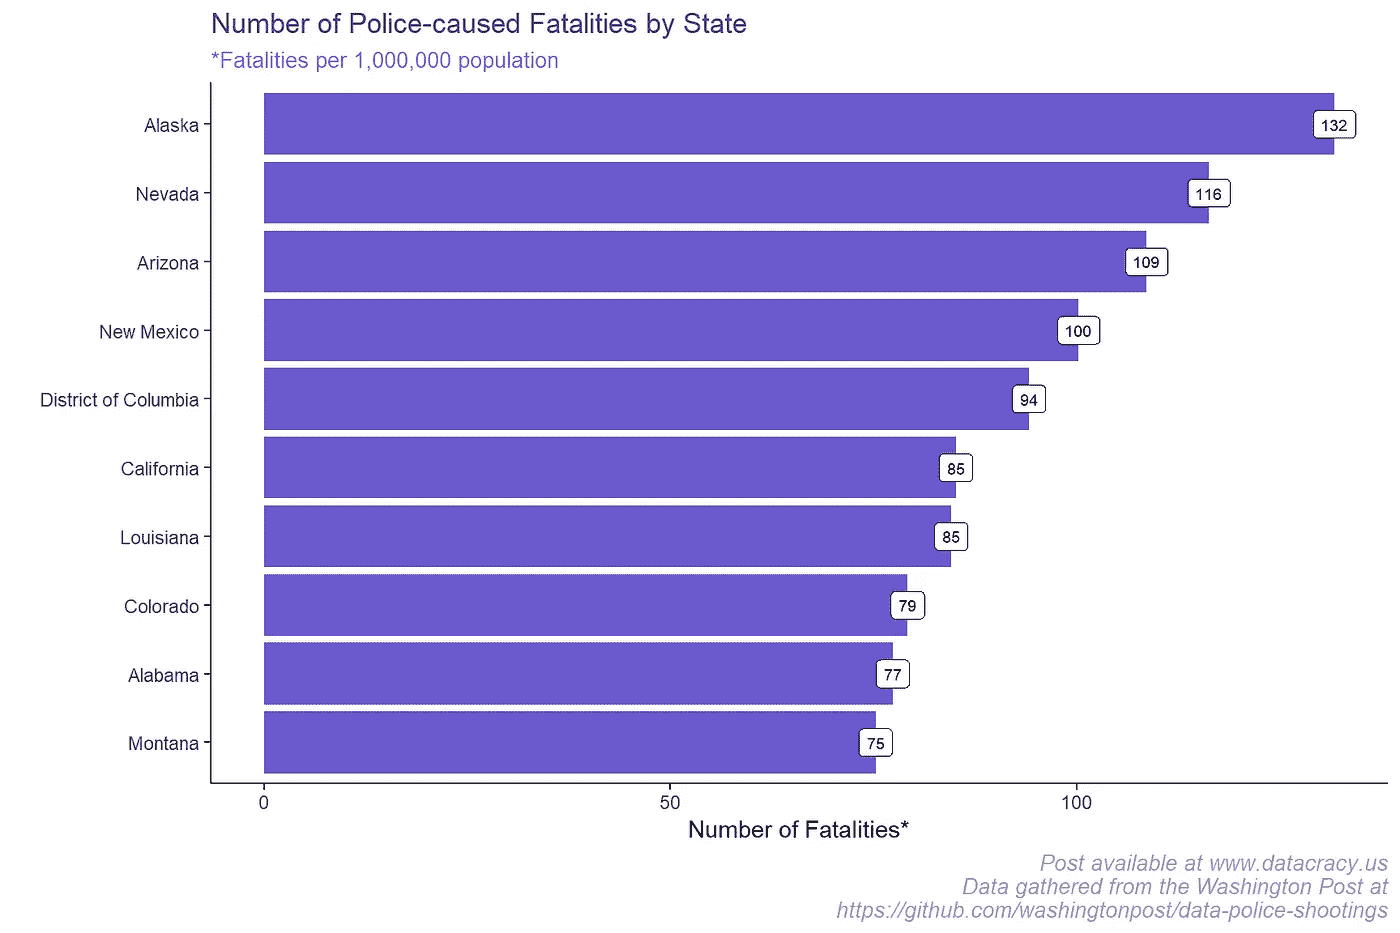 Number of Police-caused Fatalities by State
*Fatalities per 1,000,000 population
Alaska 132
Nevada 116
Arizona 109
New Mexico 100
District of Columbia 94
California 85
Louisiana 85
Colorado 79
Alabama 77
Montana 75
0 50 100
Number of Fatalities*
Post available at www.datacracy.us
Data gathered from the Washington Post at
https://github.com/washingtonpost/data-police-shootings